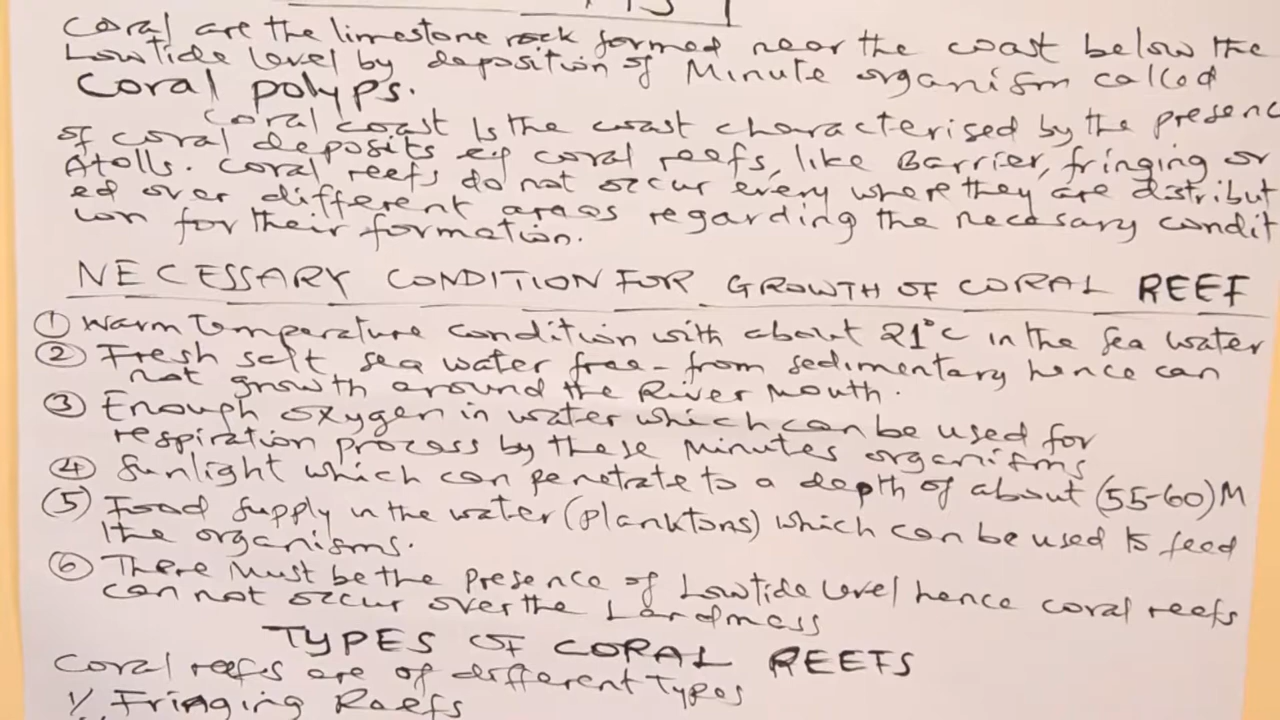 Coral are the limestone rock formed near the coast below the
Lowtide level by deposition of Minute organism called
Coral polyps.
Coral coast Is the coast characterised by the presenc
of coral deposits eg coral reefs, like Barrier, fringing or
Atolls. Coral reefs do not occur every where they are distribut
ed over different areas regarding the necesary condit
ion for their formation.
NECESSARY CONDITION FOR GROWTH OF CORAL REEF
① Warm temperature condition with about 21°c in the sea water
② Fresh salt sea water free-from sedimentary hence can
not growth around the River Mouth.
③ Enough oxygen in water which can be used for
respiration process by these Minutes organisms
④ Sunlight which can penetrate to a depth of about (55-60)M
⑤ Food Supply in the water (planktons) which can be used to feed
the organisms.
⑥ There Must be the presence of Lowtide level hence coral reefs
can not occur over the Landmass
TYPES OF CORAL REEFS
Coral reefs are of different Types
1/. Fringing Reefs